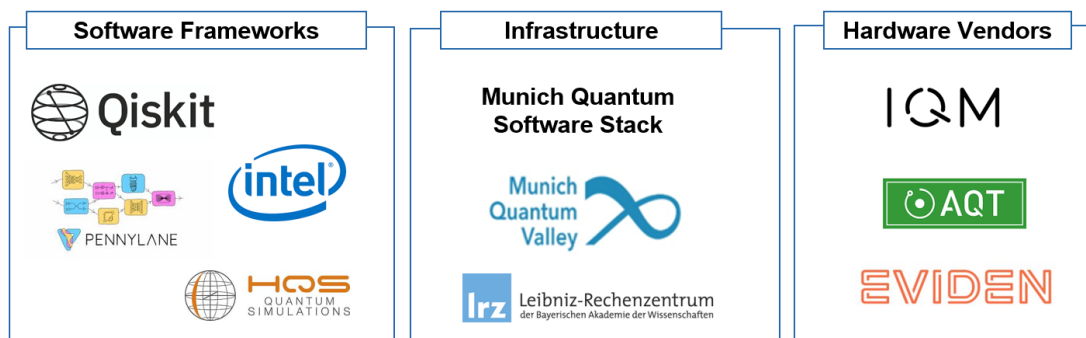 Software Frameworks
Qiskit
intel®
PENNYLANE
HQS
QUANTUM
SIMULATIONS
Infrastructure
Munich Quantum
Software Stack
Munich
Quantum
Valley
lrz
Leibniz-Rechenzentrum
der Bayerischen Akademie der Wissenschaften
Hardware Vendors
IQM
AQT
EVIDEN